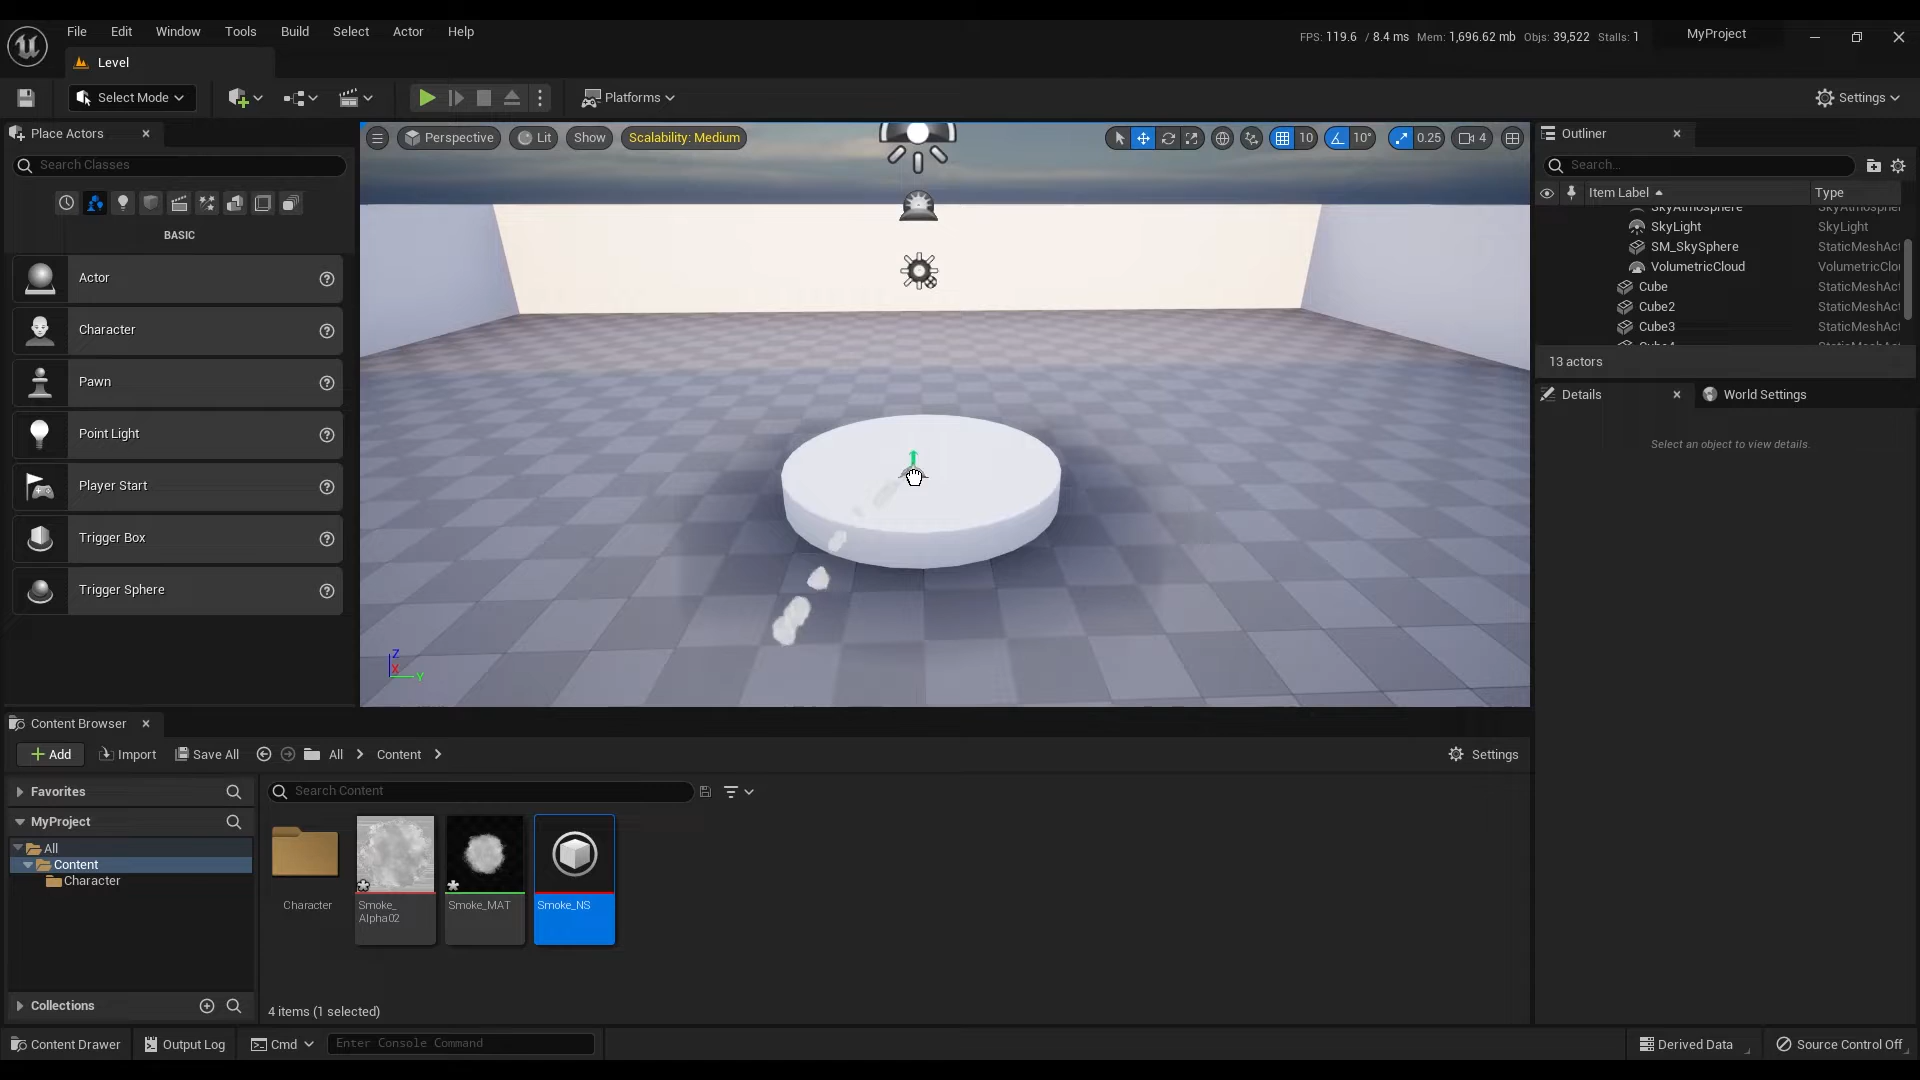 File Edit Window Tools Build Select Actor Help
FPS: 119.6 / 8.4 ms Mem: 1,696.62 mb Objs: 39,522 Stalls: 1
MyProject
Level
Select Mode
Platforms
Settings
Place Actors
Search Classes
BASIC
Actor
Character
Pawn
Point Light
Player Start
Trigger Box
Trigger Sphere
Perspective Lit Show Scalability: Medium
10 10° 0.25 4
Z
X
Y
Outliner
Search...
Item Label Type
SkyAtmosphere SkyAtmospher
SkyLight SkyLight
SM_SkySphere StaticMeshAct
VolumetricCloud VolumetricClou
Cube StaticMeshAct
Cube2 StaticMeshAct
Cube3 StaticMeshAct
Cube4 StaticMeshAct
13 actors
Details World Settings
Select an object to view details.
Content Browser
Add Import Save All All Content Settings
Favorites
MyProject
All
Content
Character
Collections
Search Content
Character
Smoke_
Alpha02
Smoke_MAT
Smoke_NS
4 items (1 selected)
Content Drawer Output Log Cmd Enter Console Command Derived Data Source Control Off